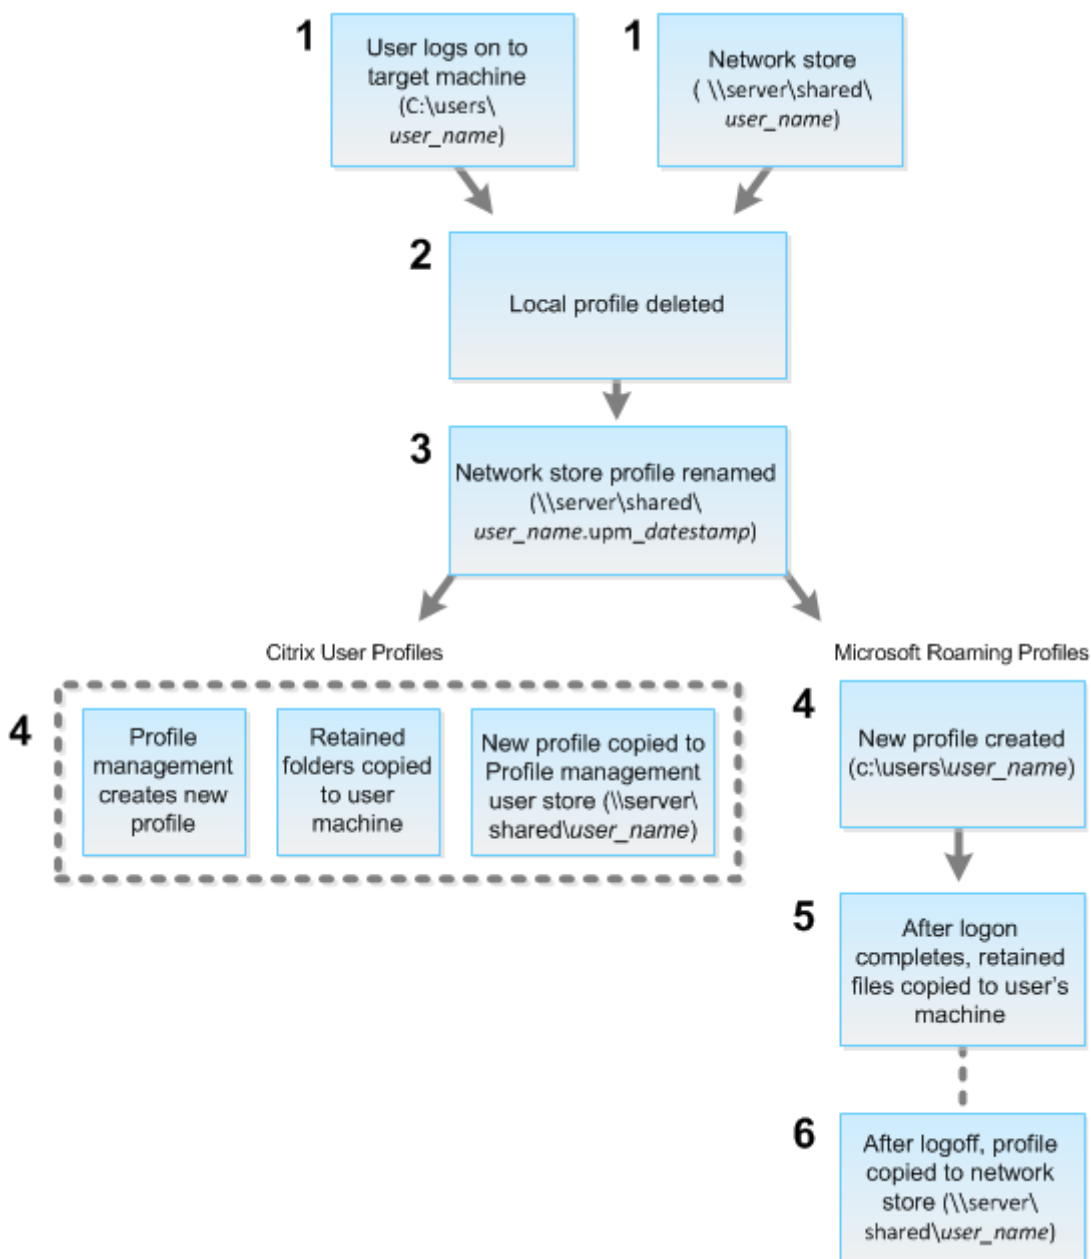 1
User logs on to
target machine
(C:\users\
user_name)
1
Network store
( \\server\shared\
user_name)
2
Local profile deleted
3
Network store profile renamed
(\\server\shared\
user_name.upm_datestamp)
Citrix User Profiles
4
Profile
management
creates new
profile
Retained
folders copied
to user
machine
New profile copied to
Profile management
user store (\\server\
shared\user_name)
Microsoft Roaming Profiles
4
New profile created
(c:\users\user_name)
5
After logon
completes, retained
files copied to user's
machine
6
After logoff, profile
copied to network
store (\\server\
shared\user_name)